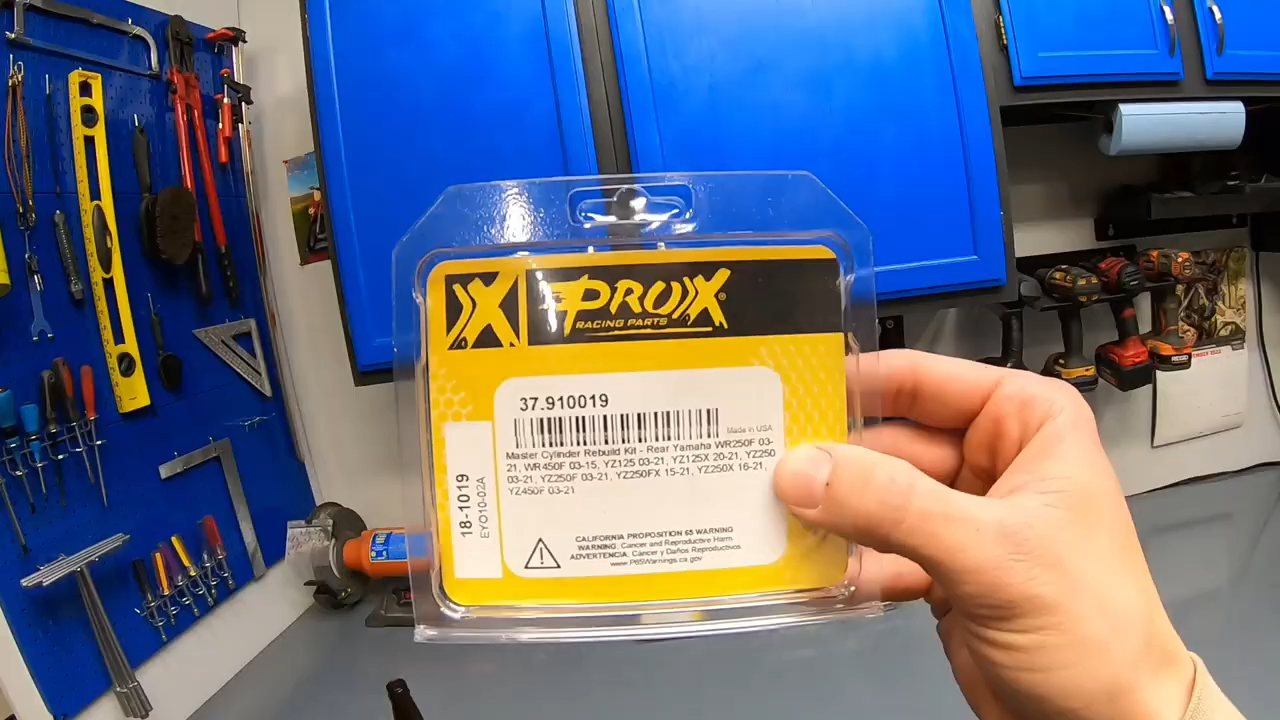 PROX®
RACING PARTS
37.910019
Made in USA
Master Cylinder Rebuild Kit - Rear Yamaha WR250F 03-
21, WR450F 03-15, YZ125 03-21, YZ125X 20-21, YZ250
03-21, YZ250F 03-21, YZ250FX 15-21, YZ250X 16-21,
YZ450F 03-21
18-1019
EYO10-02A
CALIFORNIA PROPOSITION 65 WARNING
WARNING: Cancer and Reproductive Harm
ADVERTENCIA: Cáncer y Daños Reproductivos
www.P65Warnings.ca.gov
RIDGID